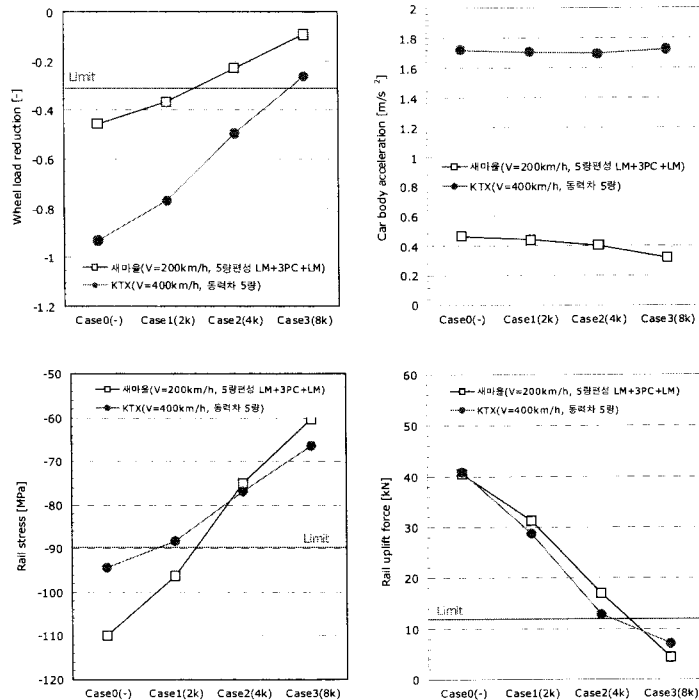 0
-0.2
-0.4
-0.6
-0.8
-1
-1.2
Wheel load reduction [-]
Limit
새마을(V=200km/h, 5량편성 LM+3PC+LM)
KTX(V=400km/h, 동력차 5량)
Case0(-) Case1(2k) Case2(4k) Case3(8k)
2
1.8
1.6
1.4
1.2
1
0.8
0.6
0.4
0.2
0
Car body acceleration [m/s ²]
새마을(V=200km/h, 5량편성 LM+3PC+LM)
KTX(V=400km/h, 동력차 5량)
Case0(-) Case1(2k) Case2(4k) Case3(8k)
-50
-60
-70
-80
-90
-100
-110
-120
Rail stress [MPa]
새마을(V=200km/h, 5량편성 LM+3PC+LM)
KTX(V=400km/h, 동력차 5량)
Limit
Case0(-) Case1(2k) Case2(4k) Case3(8k)
60
50
40
30
20
10
0
Rail uplift force [kN]
새마을(V=200km/h, 5량편성 LM+3PC+LM)
KTX(V=400km/h, 동력차 5량)
Limit
Case0(-) Case1(2k) Case2(4k) Case3(8k)